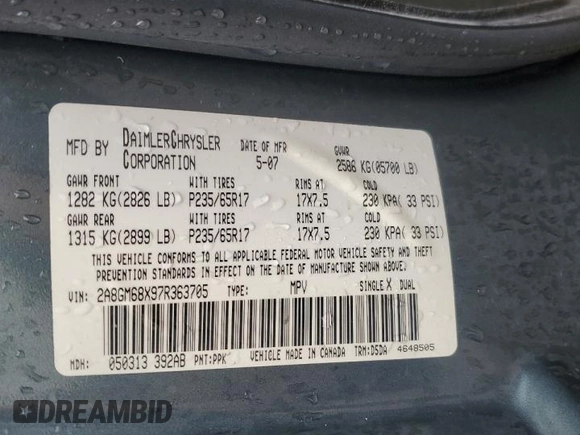 MFD BY DAIMLERCHRYSLER CORPORATION DATE OF MFR 5-07 GVWR 2586 KG(05700 LB)
GAWR FRONT WITH TIRES RIMS AT COLD
1282 KG(2826 LB) P235/65R17 17X7.5 230 KPA( 33 PSI)
GAWR REAR WITH TIRES RIMS AT COLD
1315 KG(2899 LB) P235/65R17 17X7.5 230 KPA( 33 PSI)
THIS VEHICLE CONFORMS TO ALL APPLICABLE FEDERAL MOTOR VEHICLE SAFETY AND THEFT
PREVENTION STANDARDS IN EFFECT ON THE DATE OF MANUFACTURE SHOWN ABOVE.
VIN: 2A8GM68X97R363705 TYPE: MPV SINGLE X DUAL
MDH: 050313 392AB PNT:PPK VEHICLE MADE IN CANADA TRM:D5DA 4648505
DREAMBID